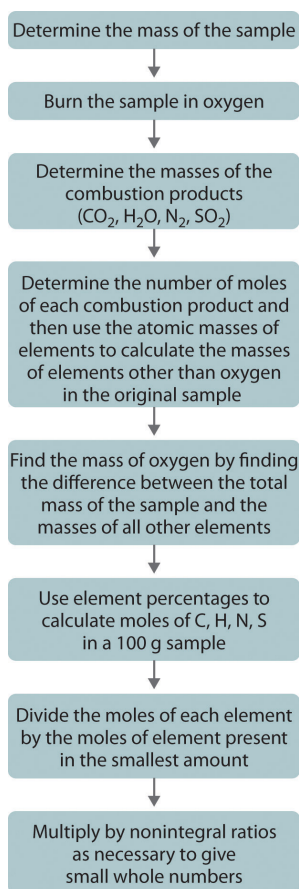 Determine the mass of the sample
Burn the sample in oxygen
Determine the masses of the
combustion products
(CO₂, H₂O, N₂, SO₂)
Determine the number of moles
of each combustion product and
then use the atomic masses of
elements to calculate the masses
of elements other than oxygen
in the original sample
Find the mass of oxygen by finding
the difference between the total
mass of the sample and the
masses of all other elements
Use element percentages to
calculate moles of C, H, N, S
in a 100 g sample
Divide the moles of each element
by the moles of element present
in the smallest amount
Multiply by nonintegral ratios
as necessary to give
small whole numbers